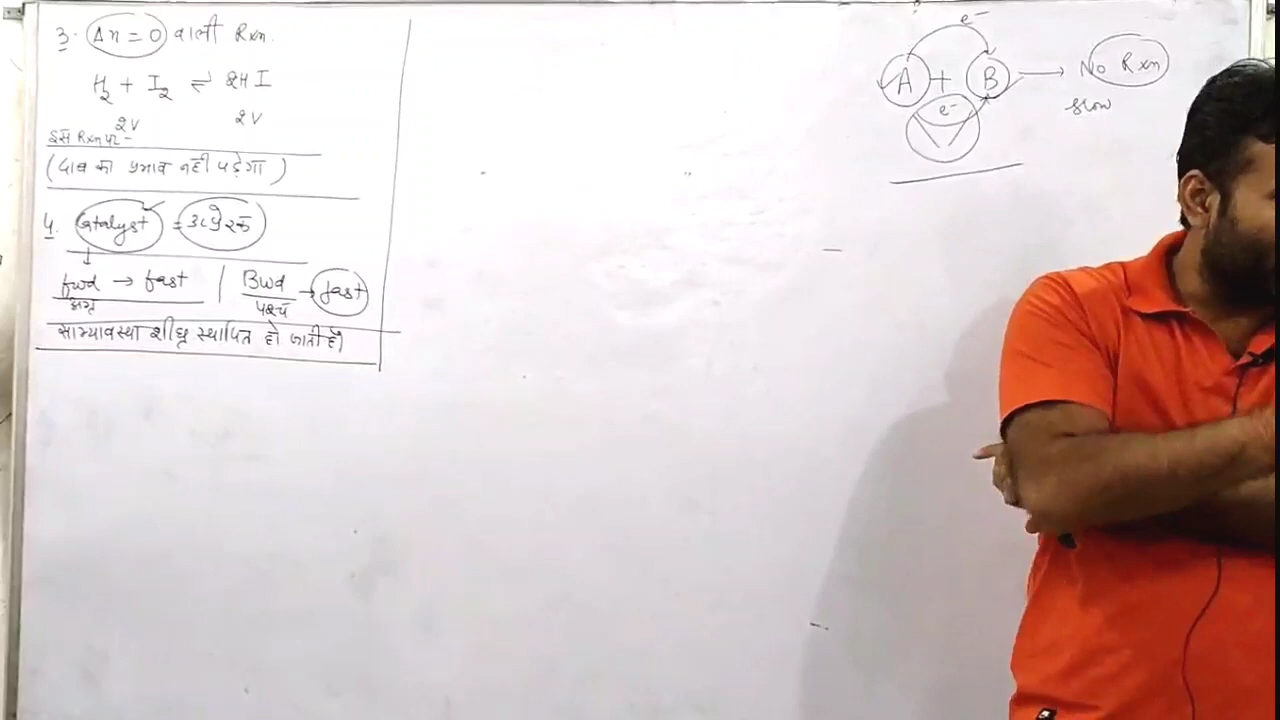 3. Δn = 0 वाली Rxn.
H₂ + I₂ ⇌ 2HI
2V 2V
इस Rxn पर -
(दाब का प्रभाव नहीं पड़ेगा)
4. Catalyst = उत्प्रेरक
↓
fwd → fast | Bwd → fast
अग्र पश्च
साम्यावस्था शीघ्र स्थापित हो जाती है।
e⁻
A + B → No Rxn
e⁻ slow